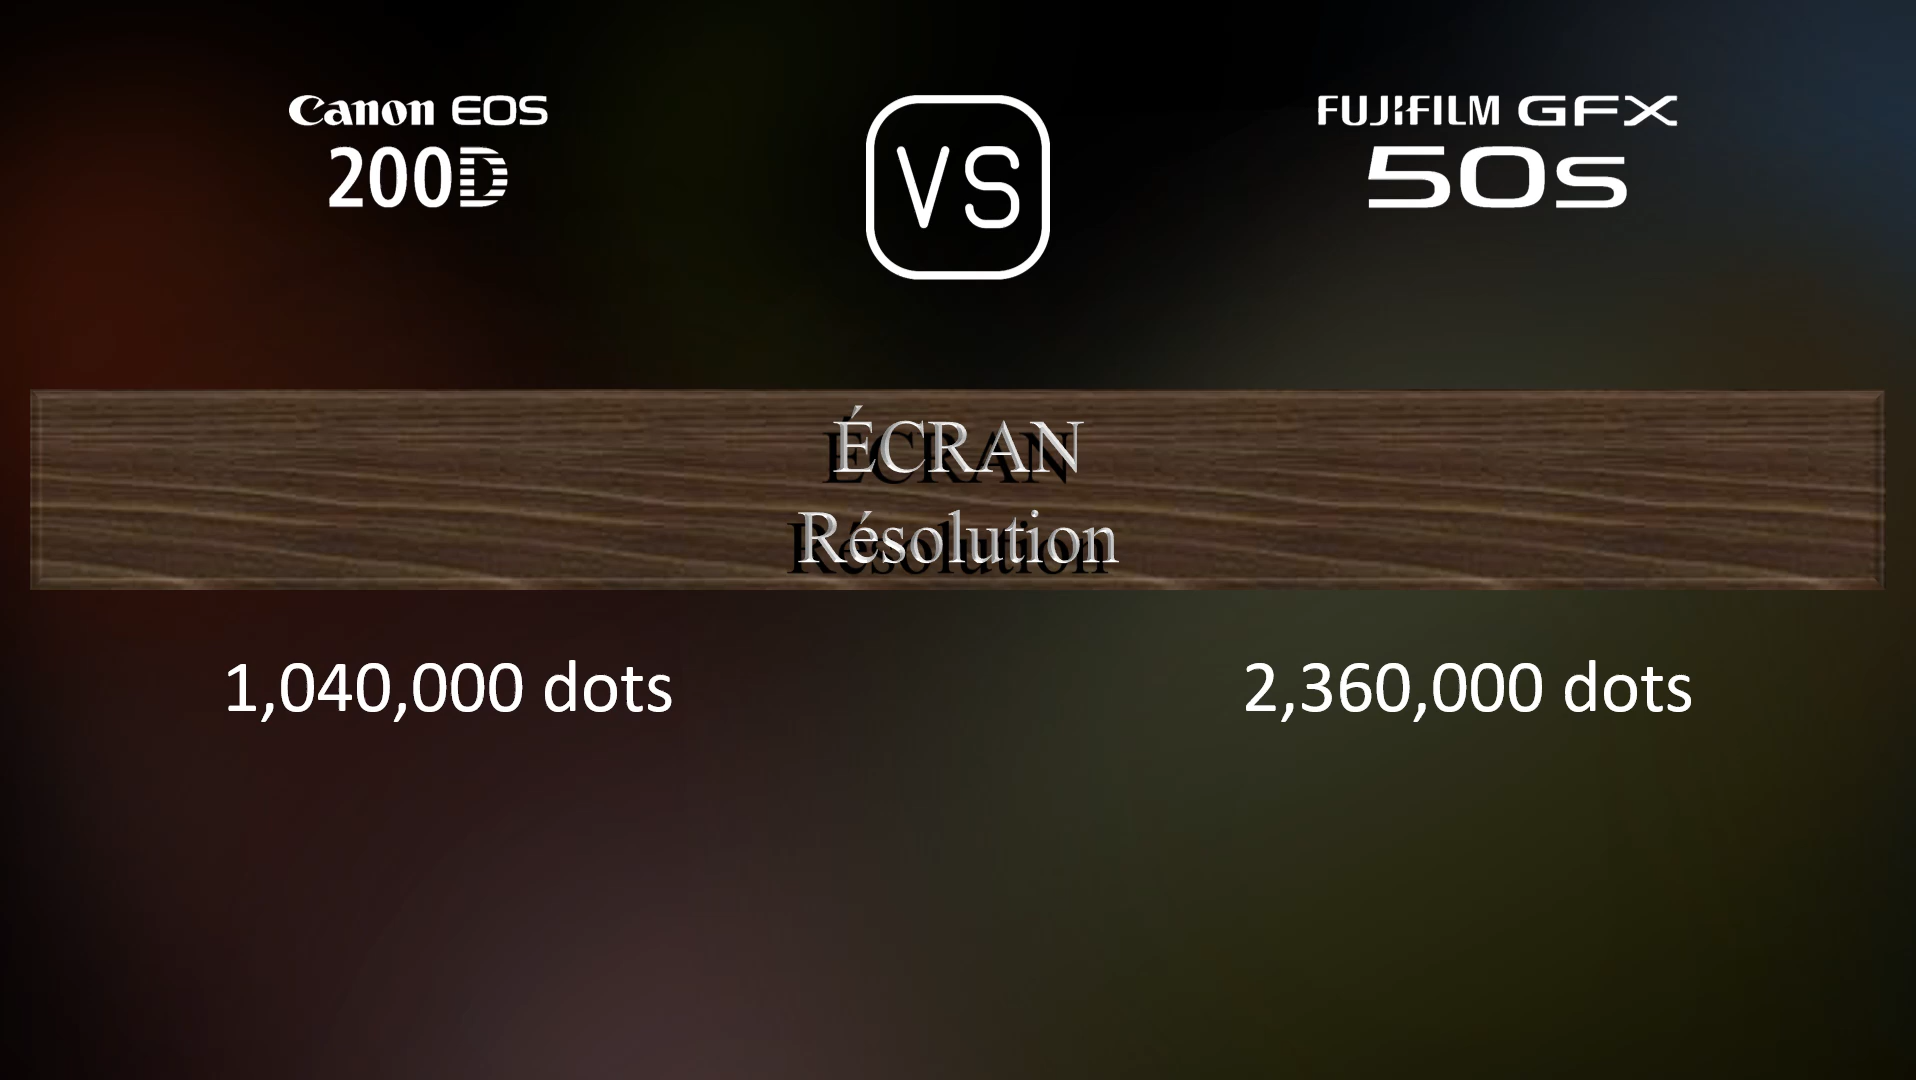 Canon EOS
200D
VS
FUJIFILM GFX
50s
ÉCRAN
Résolution
1,040,000 dots
2,360,000 dots